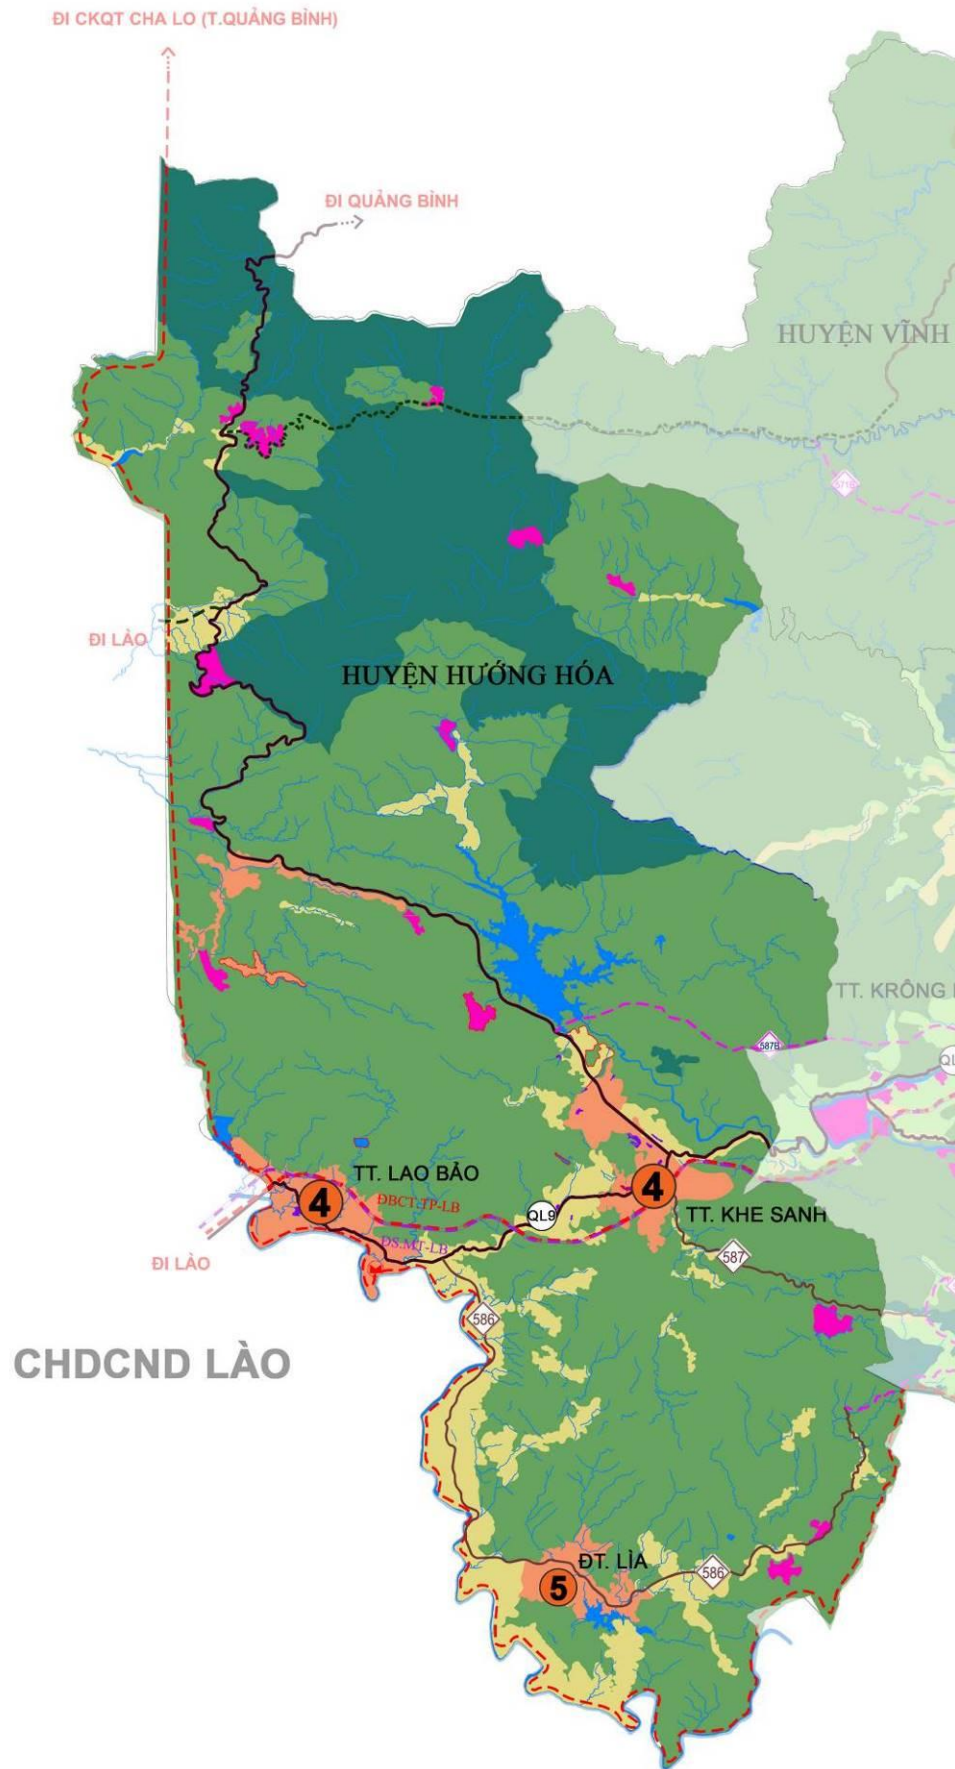 ĐI CKQT CHA LO (T.QUẢNG BÌNH)
ĐI QUẢNG BÌNH
HUYỆN VĨNH
ĐI LÀO
HUYỆN HƯỚNG HÓA
TT. KRÔNG
587B
QL
TT. LAO BẢO
4
4
ĐBCT.TP-LB
QL9
TT. KHE SANH
ĐS.MT-LB
587
ĐI LÀO
586
CHDCND LÀO
ĐT. LÌA
5
586